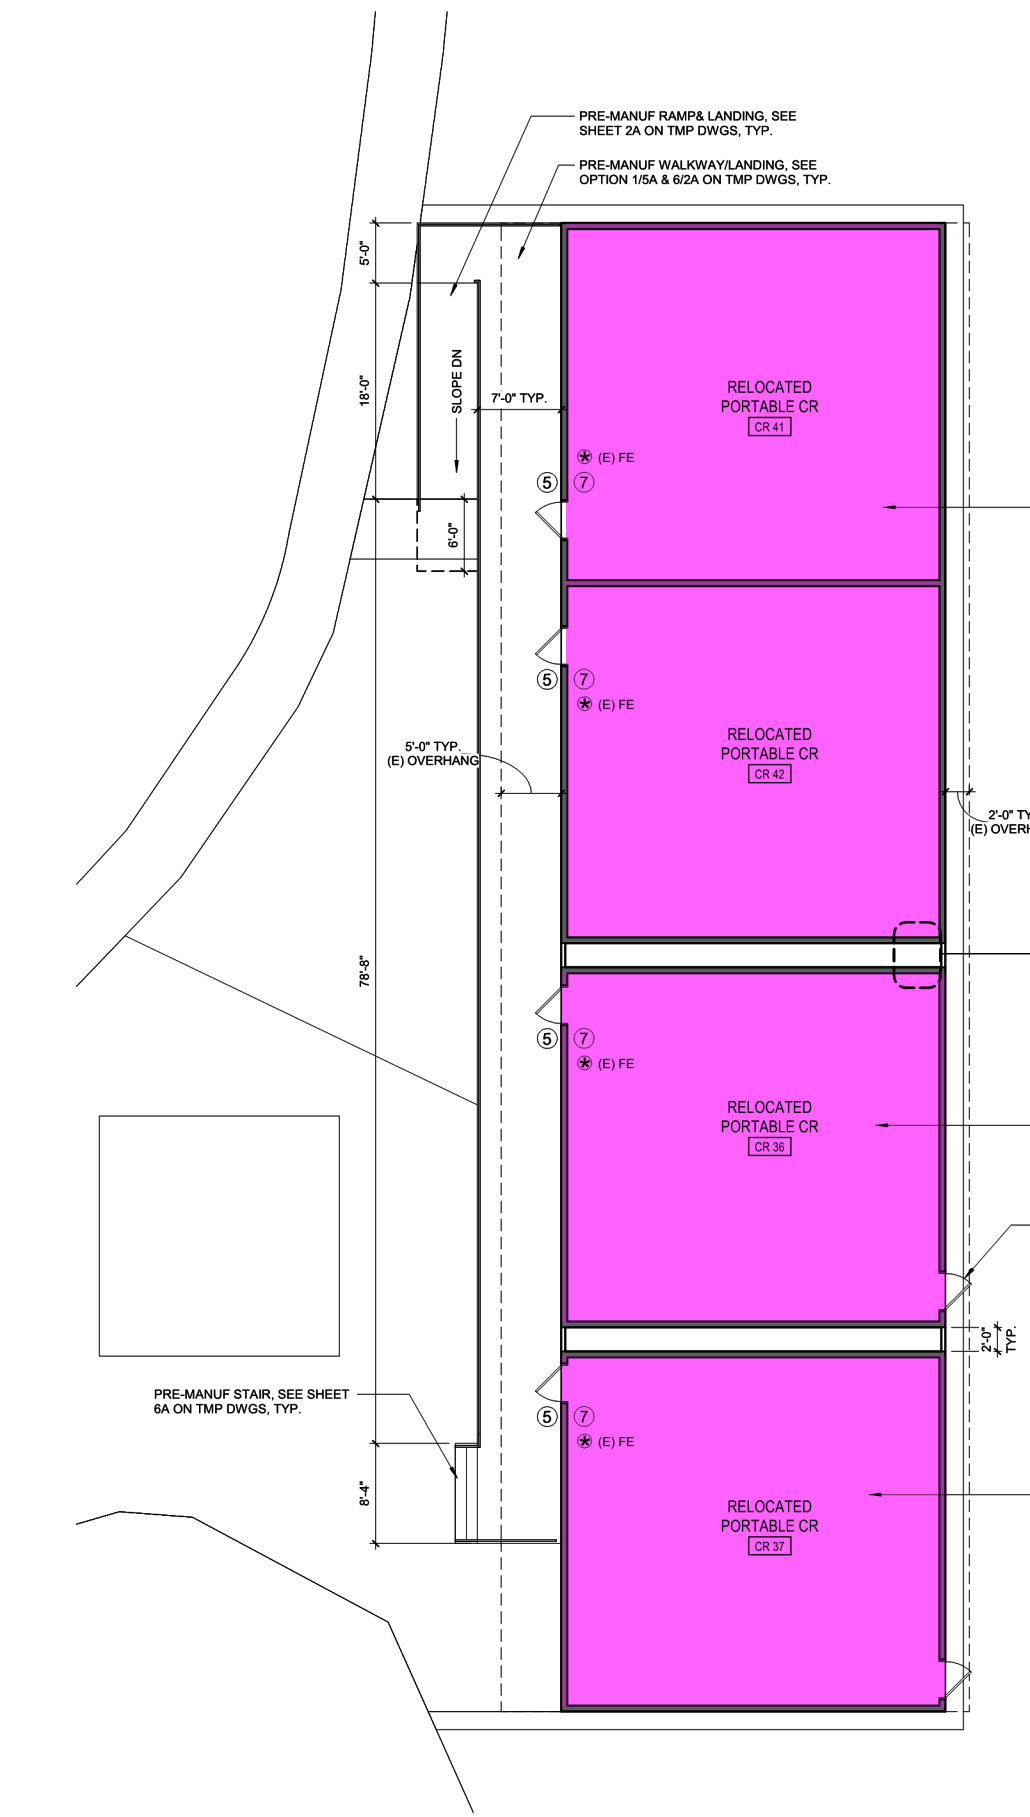 PRE-MANUF RAMP& LANDING, SEE
SHEET 2A ON TMP DWGS, TYP.
PRE-MANUF WALKWAY/LANDING, SEE
OPTION 1/5A & 6/2A ON TMP DWGS, TYP.
5'-0"
18'-0"
SLOPE DN
7'-0" TYP.
RELOCATED
PORTABLE CR
CR 41
(E) FE
5 7
6'-0"
5 7
(E) FE
RELOCATED
PORTABLE CR
CR 42
5'-0" TYP.
(E) OVERHANG
2'-0" TY
(E) OVERH
78'-8"
5 7
(E) FE
RELOCATED
PORTABLE CR
CR 36
2'-0"
TYP.
PRE-MANUF STAIR, SEE SHEET
6A ON TMP DWGS, TYP.
5 7
(E) FE
8'-4"
RELOCATED
PORTABLE CR
CR 37